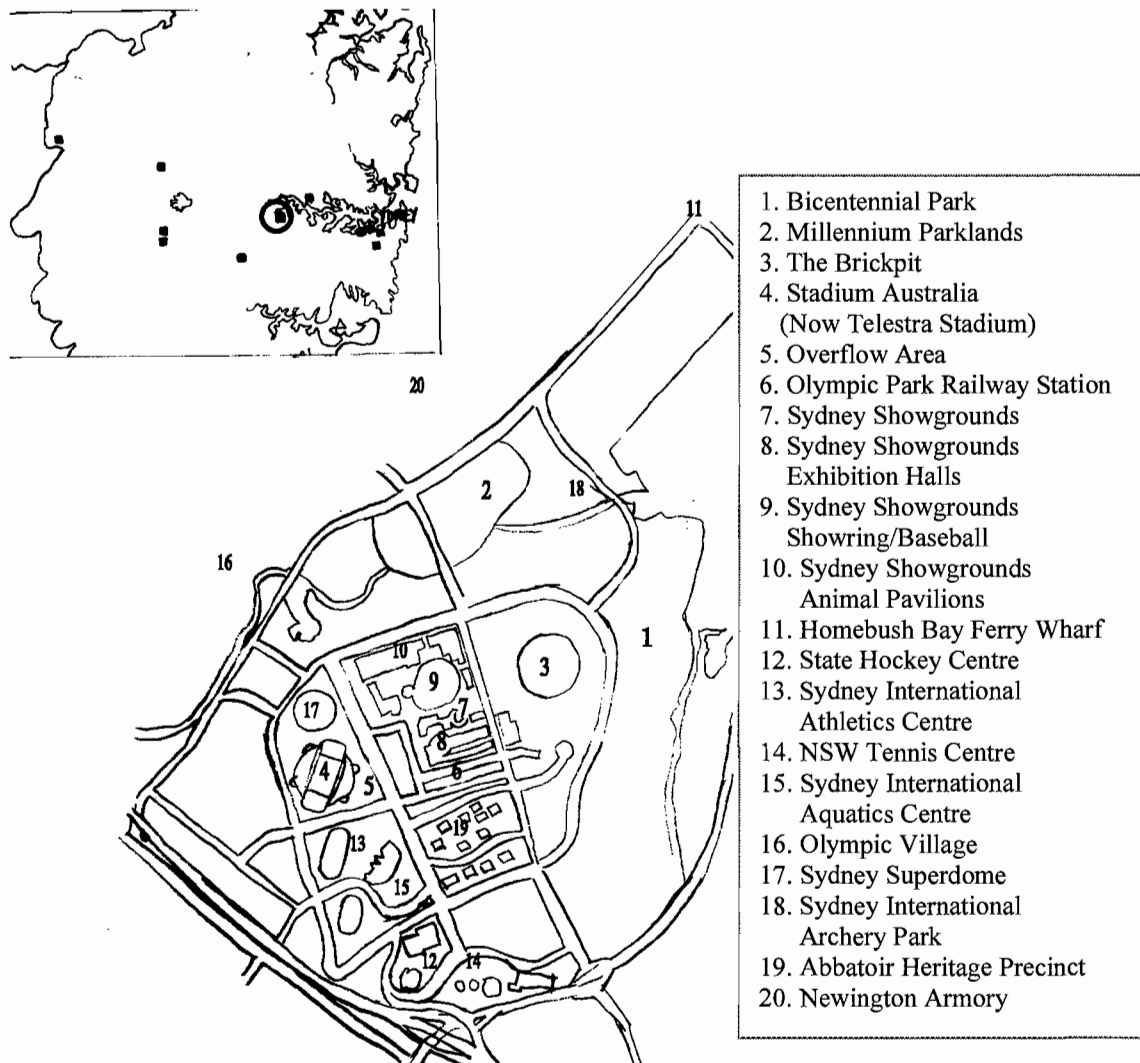 11
20
2
18
16
1
10
3
9
17
7
8
4
6
5
19
13
15
12
14
1. Bicentennial Park
2. Millennium Parklands
3. The Brickpit
4. Stadium Australia
(Now Telestra Stadium)
5. Overflow Area
6. Olympic Park Railway Station
7. Sydney Showgrounds
8. Sydney Showgrounds
Exhibition Halls
9. Sydney Showgrounds
Showring/Baseball
10. Sydney Showgrounds
Animal Pavilions
11. Homebush Bay Ferry Wharf
12. State Hockey Centre
13. Sydney International
Athletics Centre
14. NSW Tennis Centre
15. Sydney International
Aquatics Centre
16. Olympic Village
17. Sydney Superdome
18. Sydney International
Archery Park
19. Abbatoir Heritage Precinct
20. Newington Armory